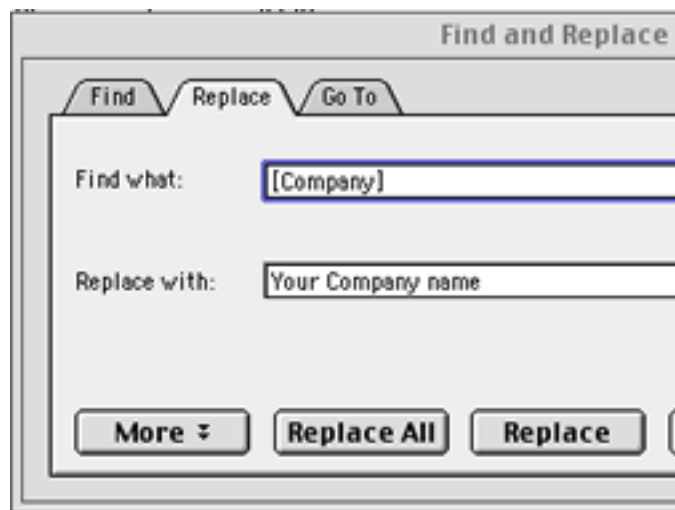 Find and Replace
Find Replace Go To
Find what: [Company]
Replace with: Your Company name
More Replace All Replace